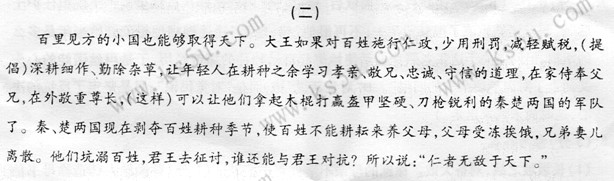 (二)
百里见方的小国也能够取得天下。大王如果对百姓施行仁政,少用刑罚,减轻赋税,(提
倡)深耕细作、勤除杂草,让年轻人在耕种之余学习孝亲、敬兄、忠诚、守信的道理,在家侍奉父
兄,在外敬重尊长,(这样)可以让他们拿起木棍打赢盔甲坚硬、刀枪锐利的秦楚两国的军队
了。秦、楚两国现在剥夺百姓耕种季节,使百姓不能耕耘来养父母,父母受冻挨饿,兄弟妻儿
离散。他们坑溺百姓,君王去征讨,谁还能与君王对抗?所以说:“仁者无敌于天下。”
www.ks5u.com